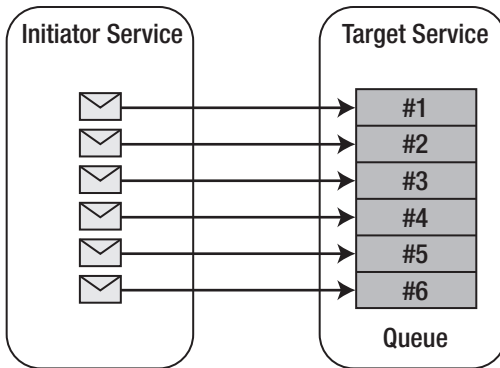 Initiator Service
Target Service
#1
#2
#3
#4
#5
#6
Queue